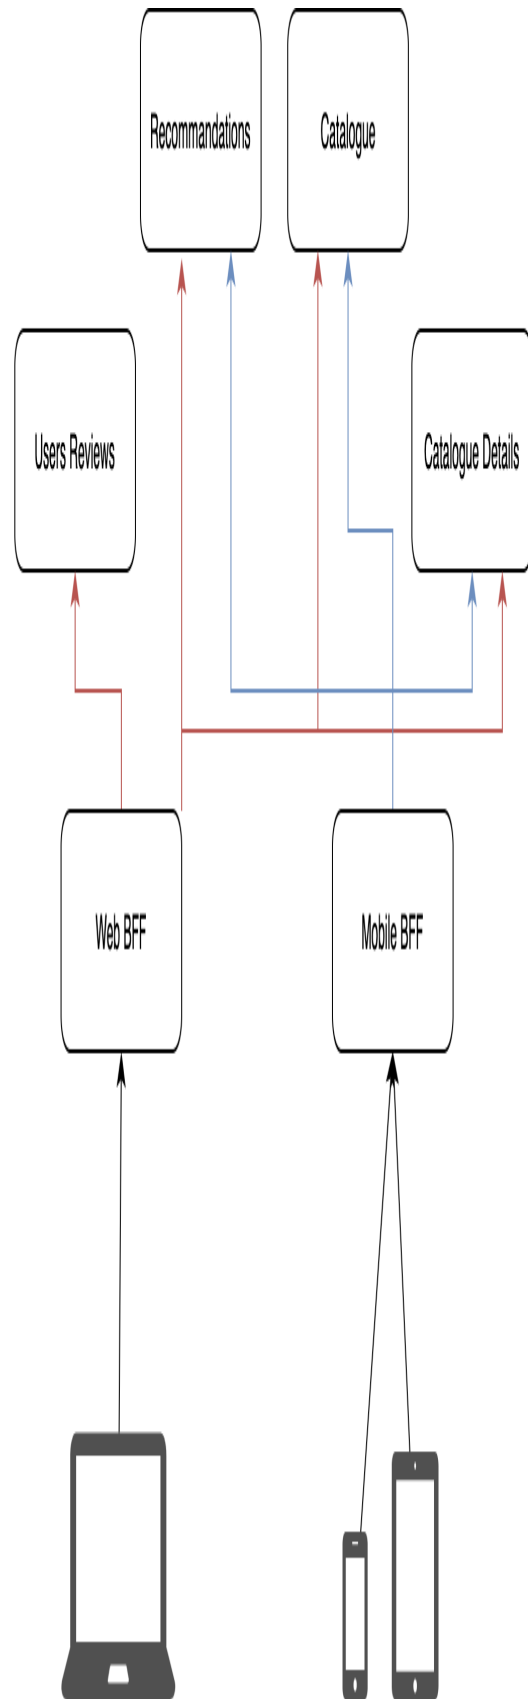 Recommandations
Catalogue
Users Reviews
Catalogue Details
Web BFF
Mobile BFF